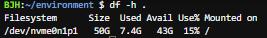 BJH:~/environment $ df -h .
Filesystem      Size  Used Avail Use% Mounted on
/dev/nvme0n1p1   50G  7.4G   43G  15% /